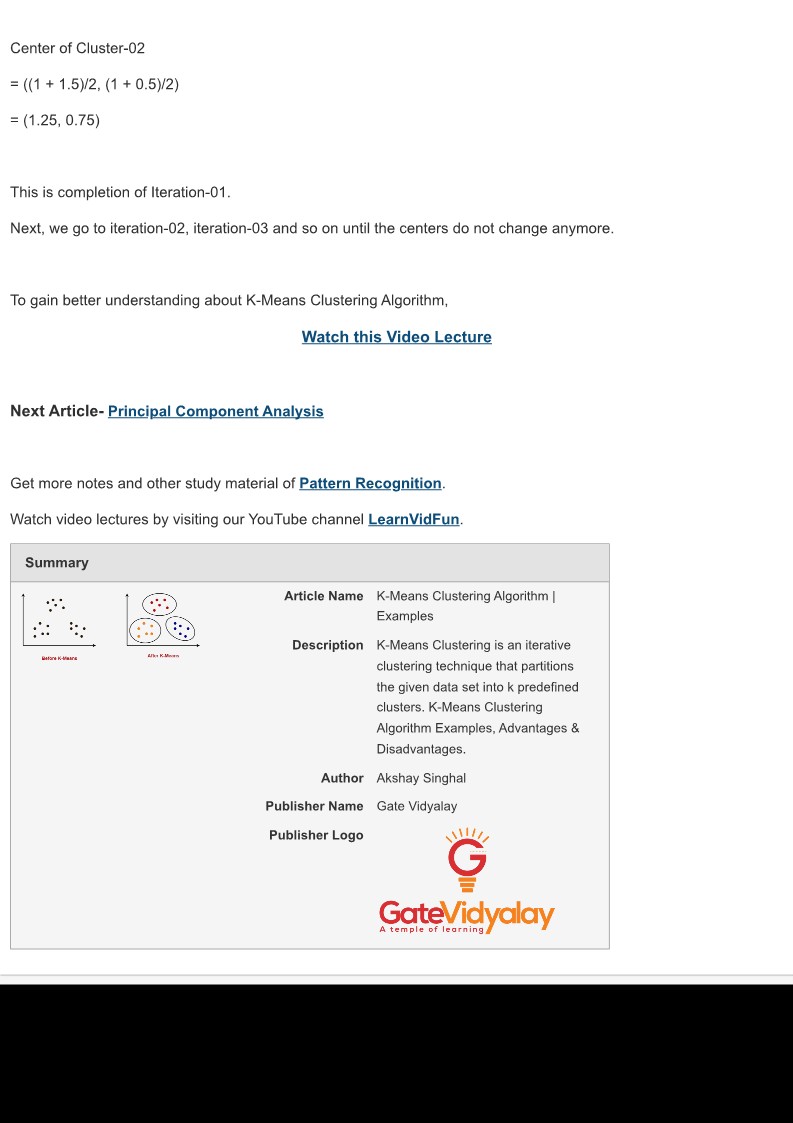 Center of Cluster-02
= ((1 + 1.5)/2, (1 + 0.5)/2)
= (1.25, 0.75)
This is completion of Iteration-01.
Next, we go to iteration-02, iteration-03 and so on until the centers do not change anymore.
To gain better understanding about K-Means Clustering Algorithm,
Watch this Video Lecture
Next Article- Principal Component Analysis
Get more notes and other study material of Pattern Recognition.
Watch video lectures by visiting our YouTube channel LearnVidFun.
Summary
Before K-Means
After K-Means
Article Name K-Means Clustering Algorithm |
Examples
Description K-Means Clustering is an iterative
clustering technique that partitions
the given data set into k predefined
clusters. K-Means Clustering
Algorithm Examples, Advantages &
Disadvantages.
Author Akshay Singhal
Publisher Name Gate Vidyalay
Publisher Logo
G
GateVidyalay
A temple of learning